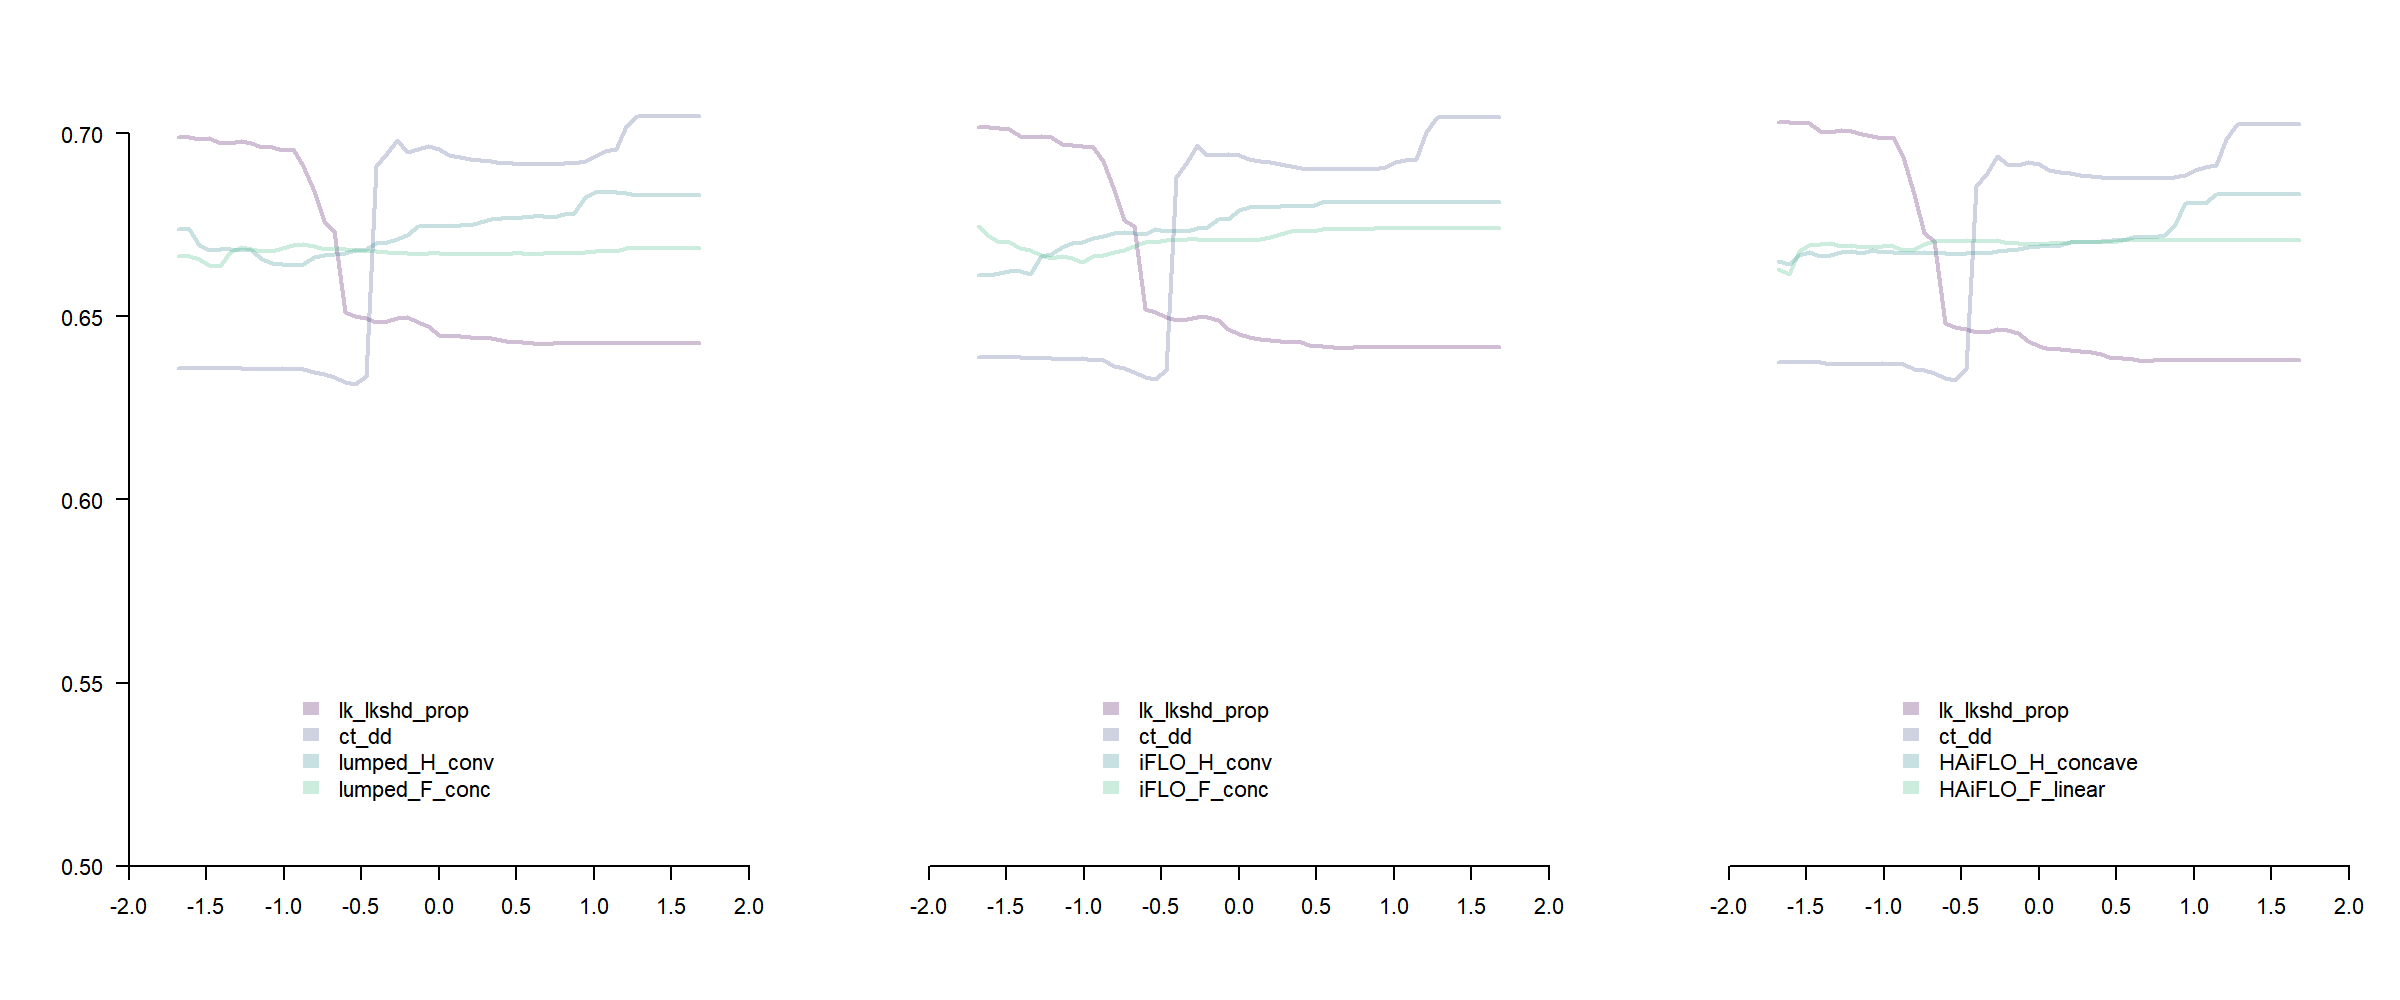 0.70
0.65
0.60
0.55
0.50
lk_lkshd_prop
ct_dd
lumped_H_conv
lumped_F_conc
-2.0 -1.5 -1.0 -0.5 0.0 0.5 1.0 1.5 2.0
lk_lkshd_prop
ct_dd
iFLO_H_conv
iFLO_F_conc
-2.0 -1.5 -1.0 -0.5 0.0 0.5 1.0 1.5 2.0
lk_lkshd_prop
ct_dd
HAiFLO_H_concave
HAiFLO_F_linear
-2.0 -1.5 -1.0 -0.5 0.0 0.5 1.0 1.5 2.0